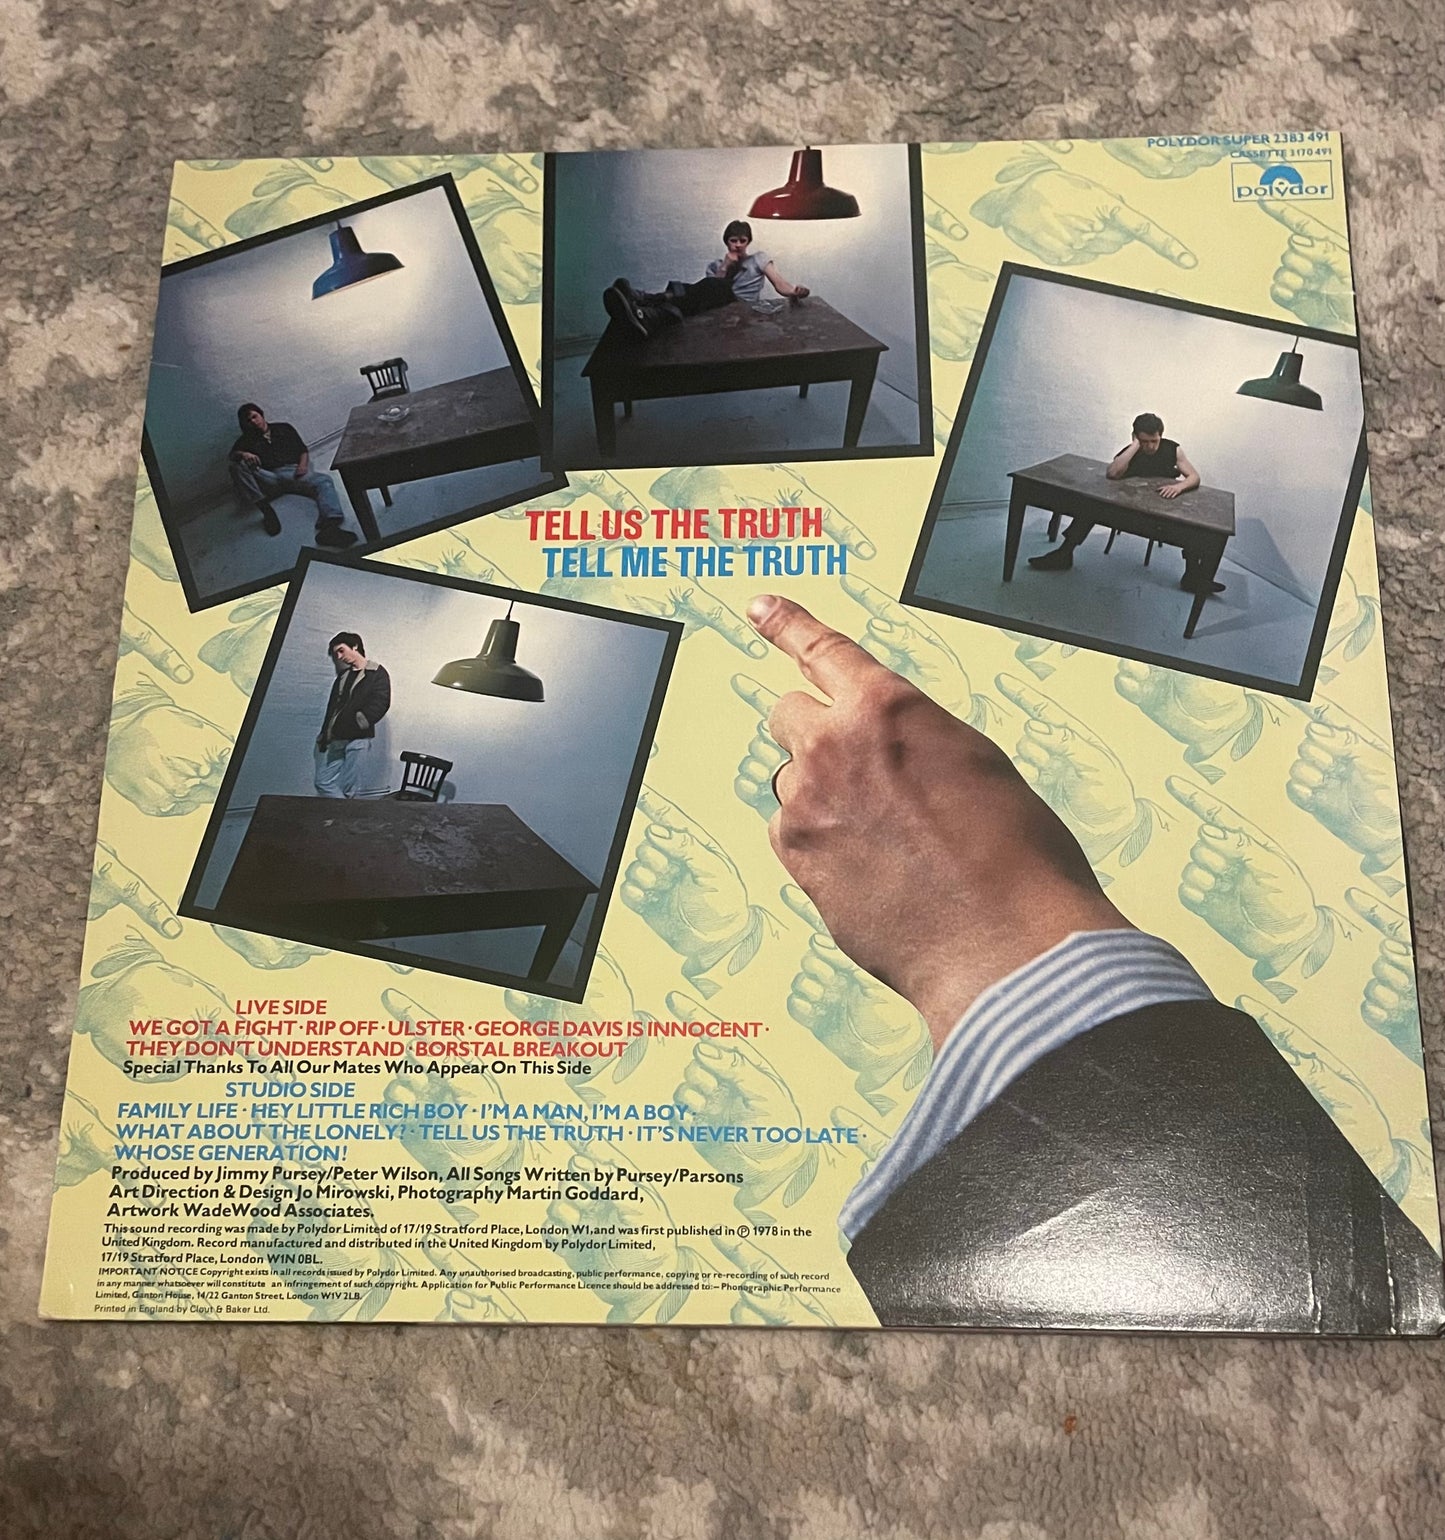 POLYDOR SUPER 2383 491
CASSETTE 3170 491
polydor
TELL US THE TRUTH
TELL ME THE TRUTH
LIVE SIDE
WE GOT A FIGHT · RIP OFF · ULSTER · GEORGE DAVIS IS INNOCENT ·
THEY DON'T UNDERSTAND · BORSTAL BREAKOUT
Special Thanks To All Our Mates Who Appear On This Side
STUDIO SIDE
FAMILY LIFE · HEY LITTLE RICH BOY · I'M A MAN, I'M A BOY ·
WHAT ABOUT THE LONELY? · TELL US THE TRUTH · IT'S NEVER TOO LATE ·
WHOSE GENERATION!
Produced by Jimmy Pursey/Peter Wilson, All Songs Written by Pursey/Parsons
Art Direction & Design Jo Mirowski, Photography Martin Goddard,
Artwork WadeWood Associates.
This sound recording was made by Polydor Limited of 17/19 Stratford Place, London W1, and was first published in ℗ 1978 in the
United Kingdom. Record manufactured and distributed in the United Kingdom by Polydor Limited,
17/19 Stratford Place, London W1N 0BL.
IMPORTANT NOTICE Copyright exists in all records issued by Polydor Limited. Any unauthorised broadcasting, public performance, copying or re-recording of such record
in any manner whatsoever will constitute an infringement of such copyright. Application for Public Performance Licence should be addressed to:– Phonographic Performance
Limited, Ganton House, 14/22 Ganton Street, London W1V 2LB.
Printed in England by Clout & Baker Ltd.